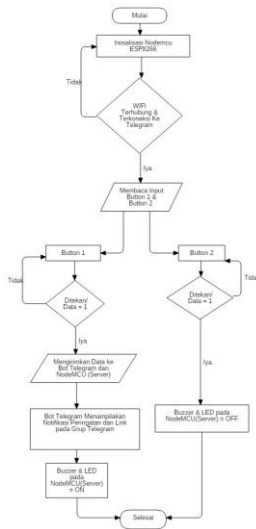 Mulai
Inisialisasi Nodemcu
ESP8266
Tidak
WIFI
Terhubung &
Terkoneksi Ke
Telegram
Iya
Membaca Input
Button 1 &
Button 2
Button 1
Button 2
Tidak
Ditekan/
Data = 1
Ditekan/
Data = 1
Tidak
Iya
Iya
Mengirimkan Data ke
Bot Telegram dan
NodeMCU (Server)
Bot Telegram Menampilakan
Notifikasi Peringatan dan Link
pada Grup Telegram
Buzzer & LED pada
NodeMCU(Server) = OFF
Buzzer & LED
pada
NodeMCU(Server)
= ON
Selesai